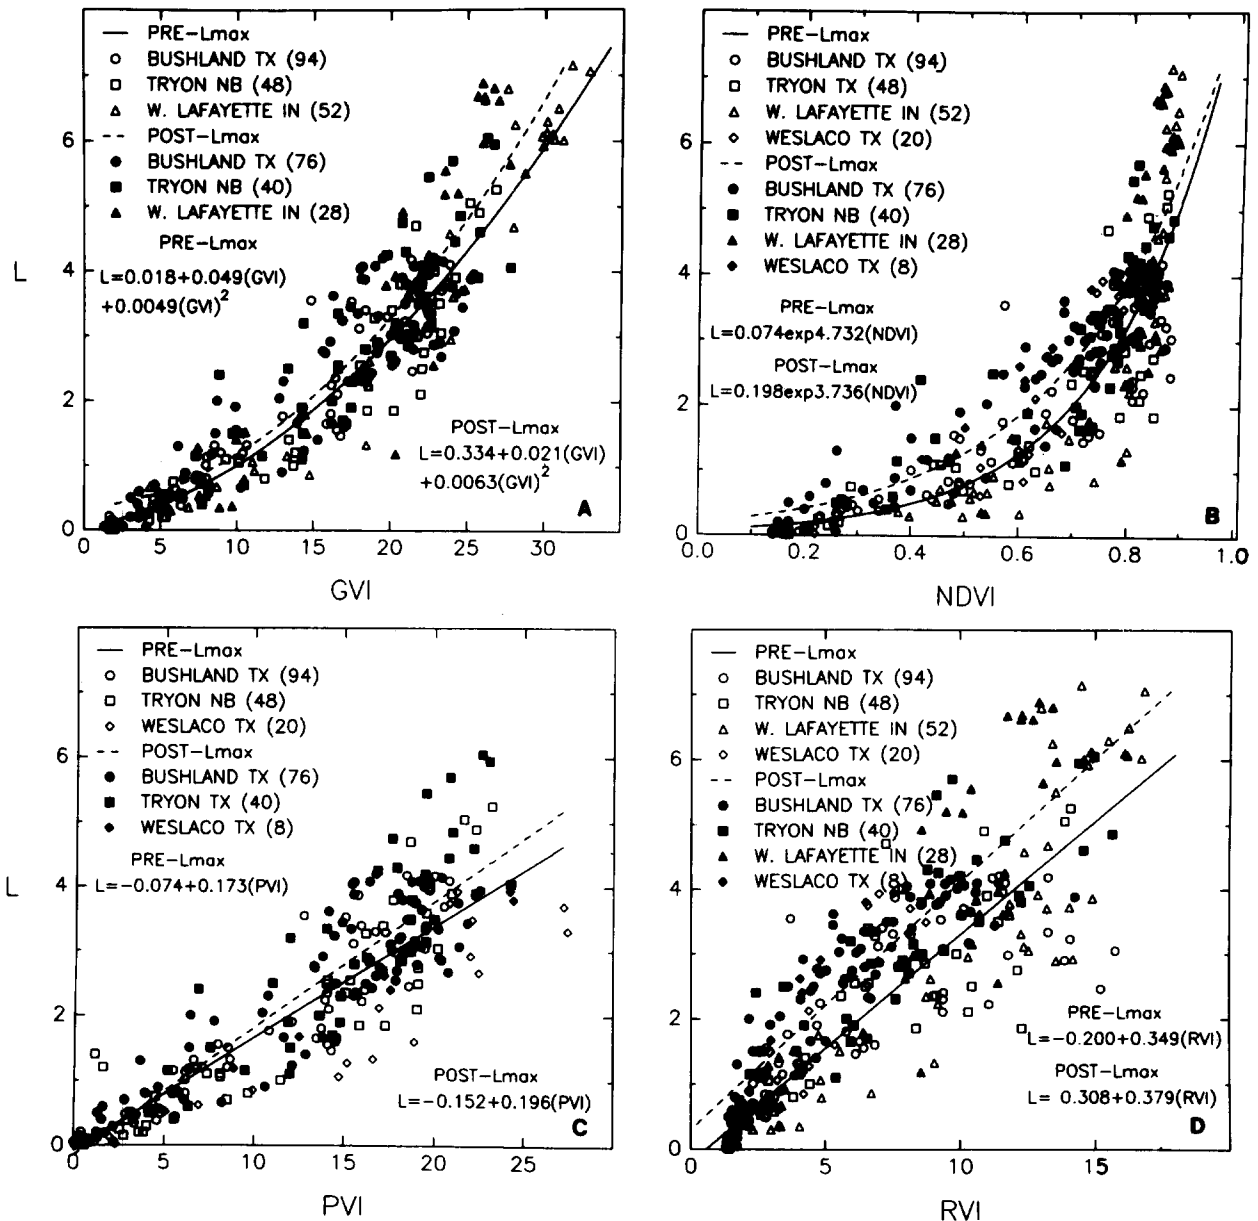 PRE-Lmax
BUSHLAND TX (94)
TRYON NB (48)
W. LAFAYETTE IN (52)
POST-Lmax
BUSHLAND TX (76)
TRYON NB (40)
W. LAFAYETTE IN (28)
PRE-Lmax
L=0.018+0.049(GVI)
+0.0049(GVI)²
POST-Lmax
L=0.334+0.021(GVI)
+0.0063(GVI)²
A
L
6
4
2
0
0 5 10 15 20 25 30
GVI
PRE-Lmax
BUSHLAND TX (94)
TRYON TX (48)
W. LAFAYETTE IN (52)
WESLACO TX (20)
POST-Lmax
BUSHLAND TX (76)
TRYON NB (40)
W. LAFAYETTE IN (28)
WESLACO TX (8)
PRE-Lmax
L=0.074exp4.732(NDVI)
POST-Lmax
L=0.198exp3.736(NDVI)
B
6
4
2
0
0.0 0.2 0.4 0.6 0.8 1.0
NDVI
PRE-Lmax
BUSHLAND TX (94)
TRYON NB (48)
WESLACO TX (20)
POST-Lmax
BUSHLAND TX (76)
TRYON TX (40)
WESLACO TX (8)
PRE-Lmax
L=-0.074+0.173(PVI)
POST-Lmax
L=-0.152+0.196(PVI)
C
L
6
4
2
0
0 5 10 15 20 25
PVI
PRE-Lmax
BUSHLAND TX (94)
TRYON NB (48)
W. LAFAYETTE IN (52)
WESLACO TX (20)
POST-Lmax
BUSHLAND TX (76)
TRYON NB (40)
W. LAFAYETTE IN (28)
WESLACO TX (8)
PRE-Lmax
L=-0.200+0.349(RVI)
POST-Lmax
L= 0.308+0.379(RVI)
D
6
4
2
0
0 5 10 15
RVI